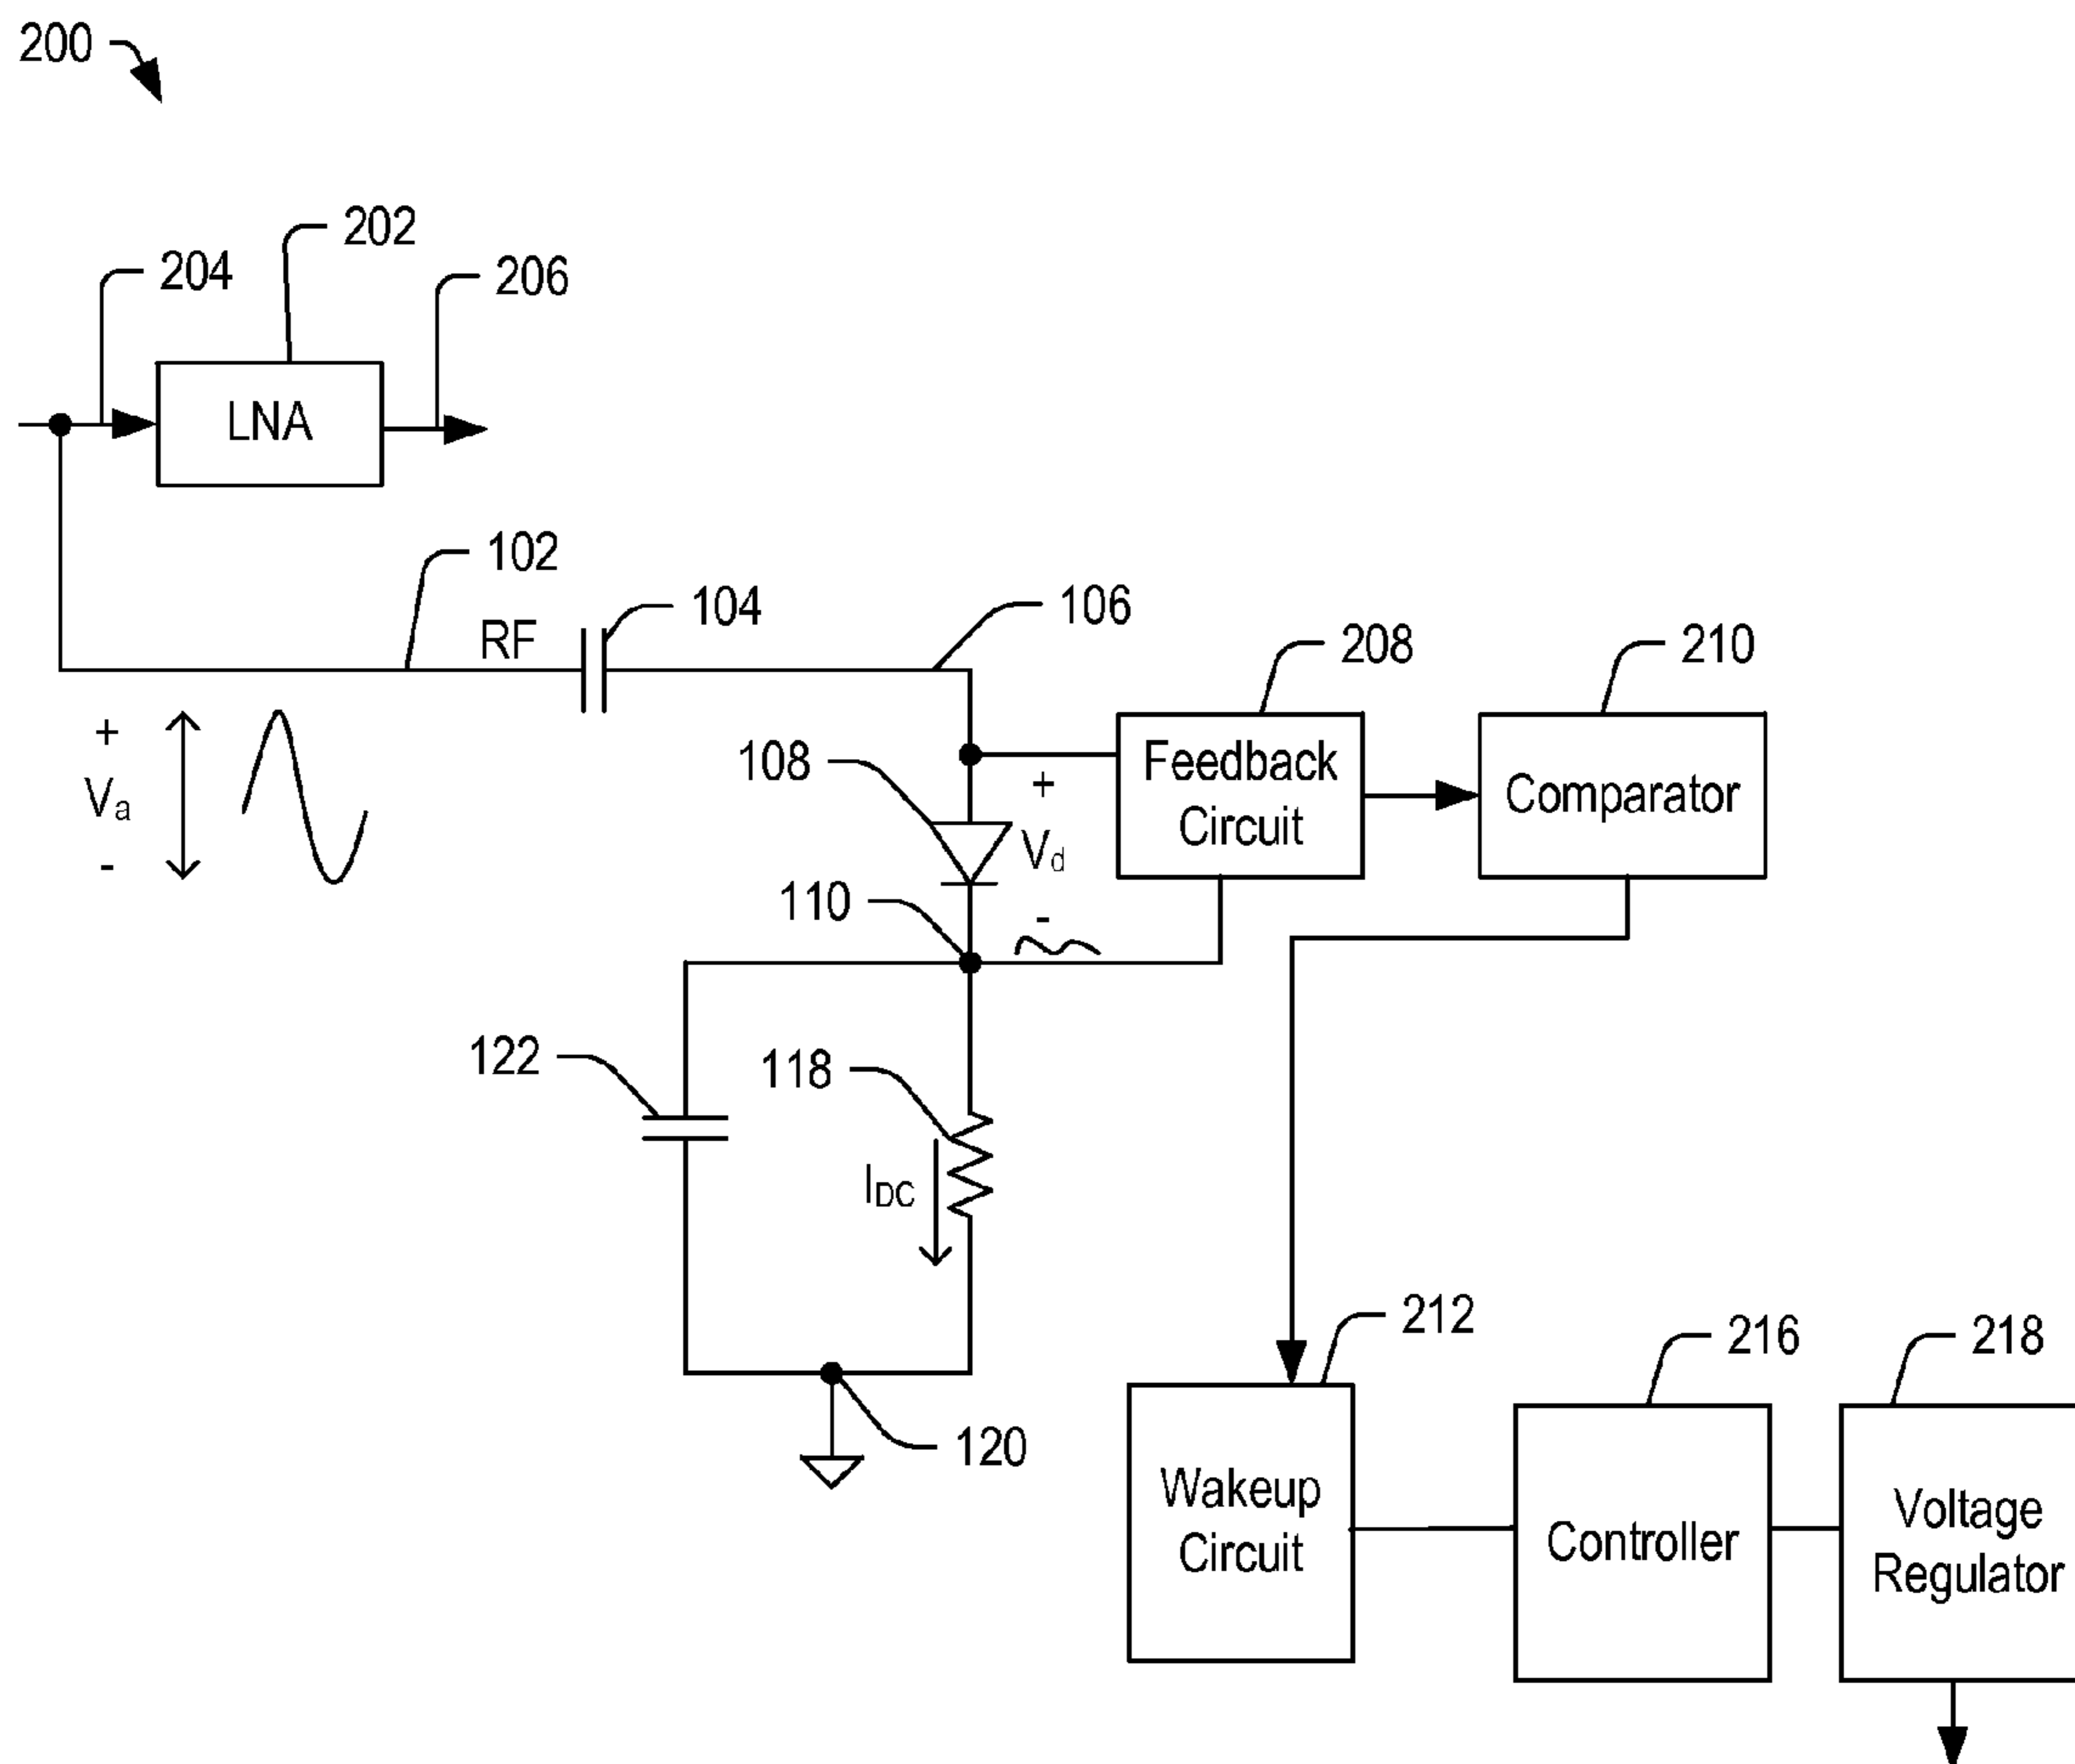 200
202
204
206
LNA
102
104
106
RF
208
210
+
Va
-
108
+
Vd
-
Feedback
Circuit
Comparator
110
122
118
IDC
212
216
218
120
Wakeup
Circuit
Controller
Voltage
Regulator